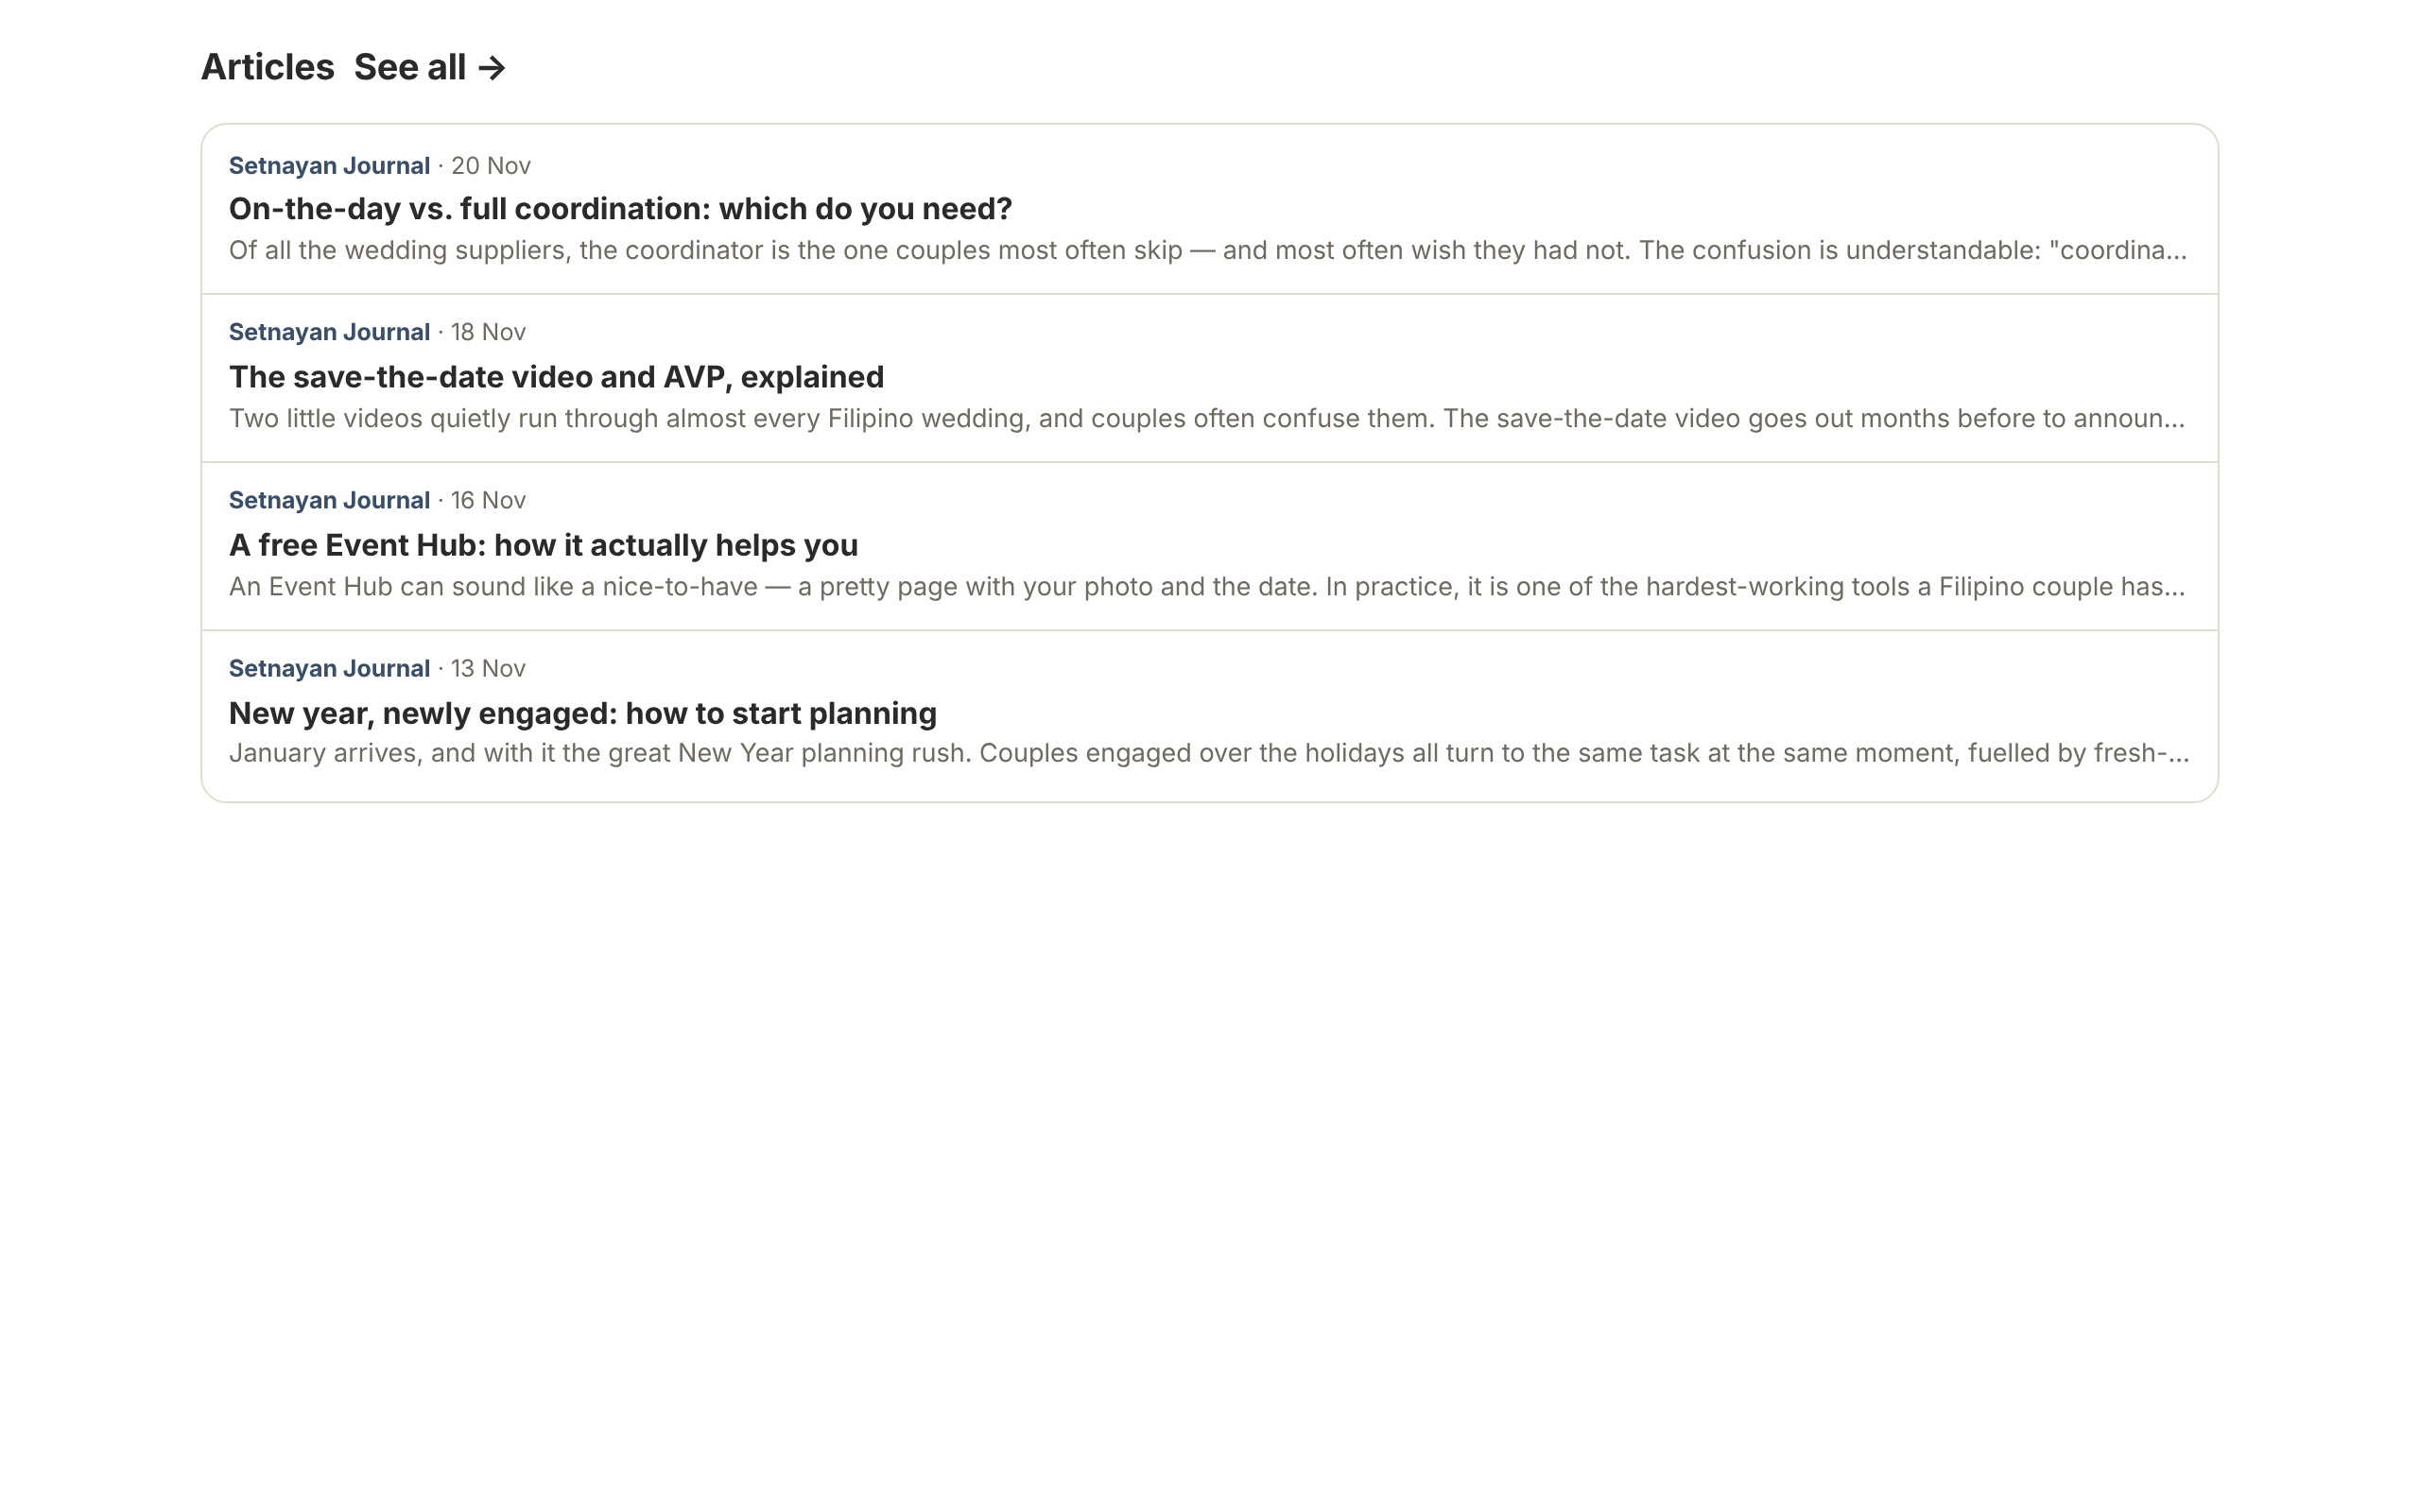 Articles See all →
Setnayan Journal · 20 Nov
On-the-day vs. full coordination: which do you need?
Of all the wedding suppliers, the coordinator is the one couples most often skip — and most often wish they had not. The confusion is understandable: "coordina...
Setnayan Journal · 18 Nov
The save-the-date video and AVP, explained
Two little videos quietly run through almost every Filipino wedding, and couples often confuse them. The save-the-date video goes out months before to announ...
Setnayan Journal · 16 Nov
A free Event Hub: how it actually helps you
An Event Hub can sound like a nice-to-have — a pretty page with your photo and the date. In practice, it is one of the hardest-working tools a Filipino couple has...
Setnayan Journal · 13 Nov
New year, newly engaged: how to start planning
January arrives, and with it the great New Year planning rush. Couples engaged over the holidays all turn to the same task at the same moment, fuelled by fresh-...